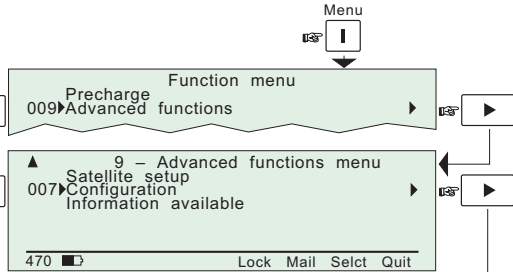 Menu
Function menu
Precharge
009 Advanced functions
9 – Advanced functions menu
Satellite setup
007 Configuration
Information available
470 Lock Mail Selct Quit